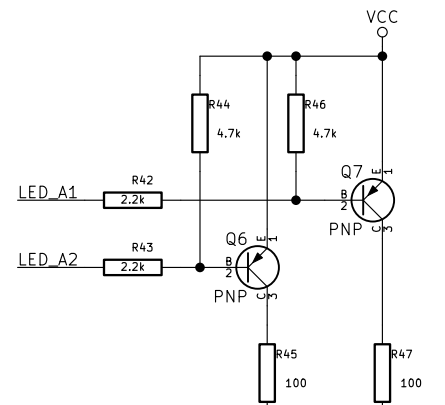 VCC
R44
R46
4.7k
4.7k
R42
Q7
E
1
LED_A1
2.2k
B
2
PNP
C
3
R43
Q6
E
1
LED_A2
2.2k
B
2
PNP
C
3
R45
R47
100
100